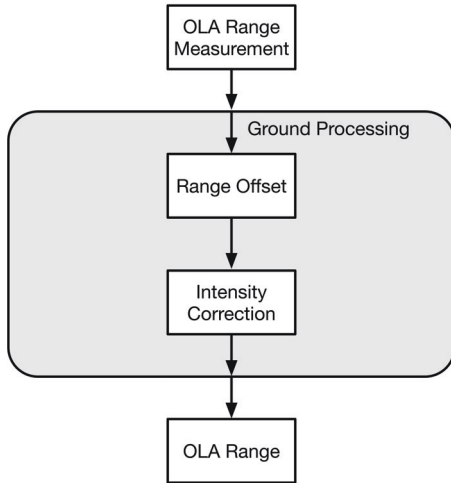 OLA Range
Measurement
Ground Processing
Range Offset
Intensity
Correction
OLA Range